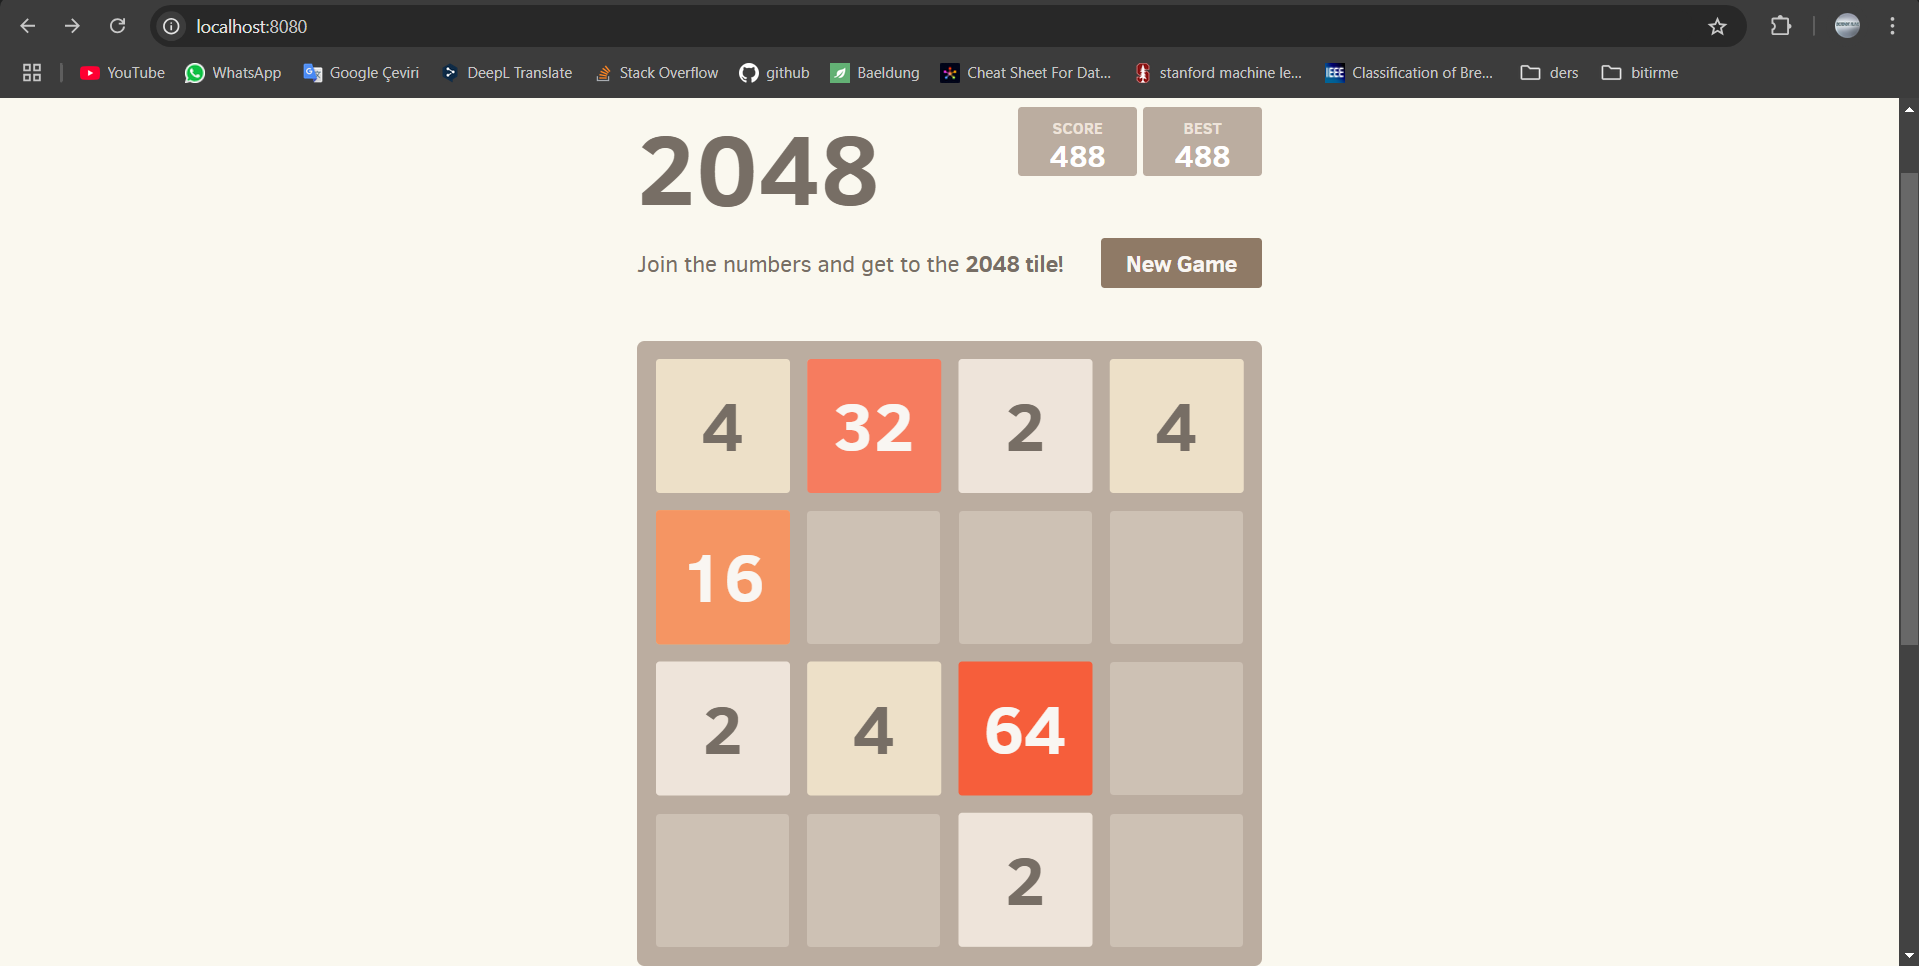 localhost:8080
YouTube WhatsApp Google Çeviri DeepL Translate Stack Overflow github Baeldung Cheat Sheet For Dat... stanford machine le... IEEE Classification of Bre... ders bitirme
2048
SCORE BEST
488 488
Join the numbers and get to the 2048 tile! New Game
4 32 2 4
16
2 4 64
2